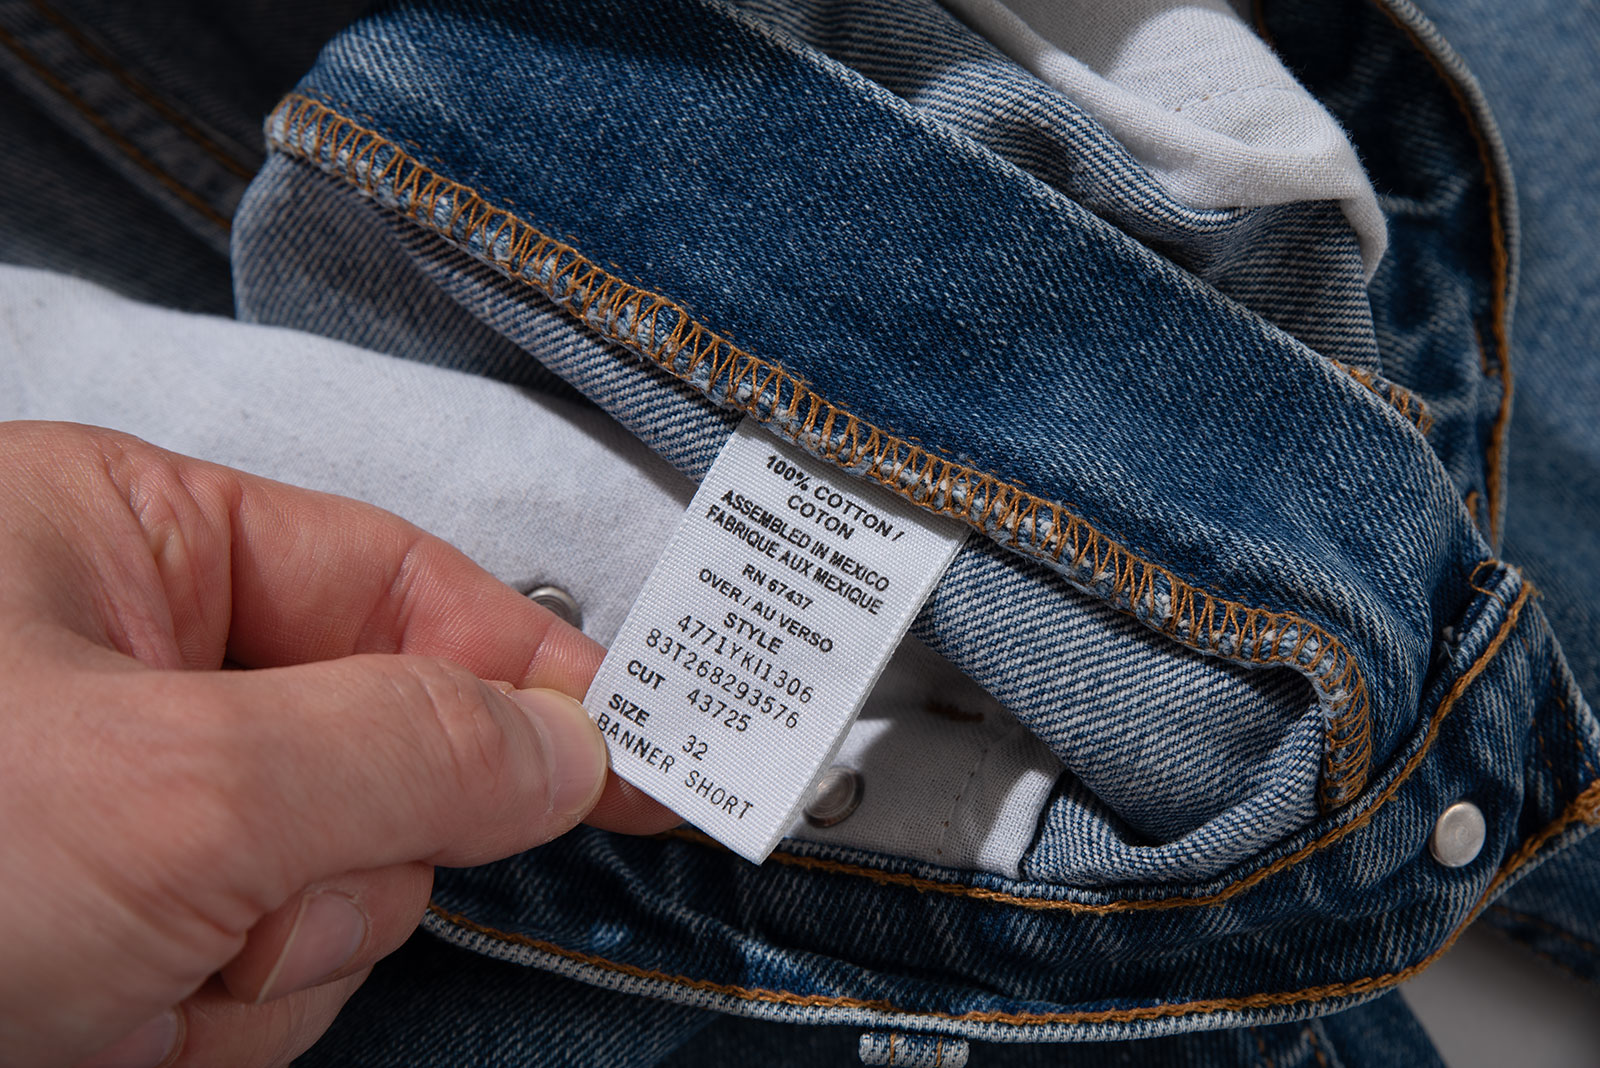 100% COTTON /
COTON
ASSEMBLED IN MEXICO
FABRIQUE AUX MEXIQUE
RN 67437
OVER / AU VERSO
STYLE
4771YKI1306
83T268293576
CUT 43725
SIZE
32
BANNER SHORT